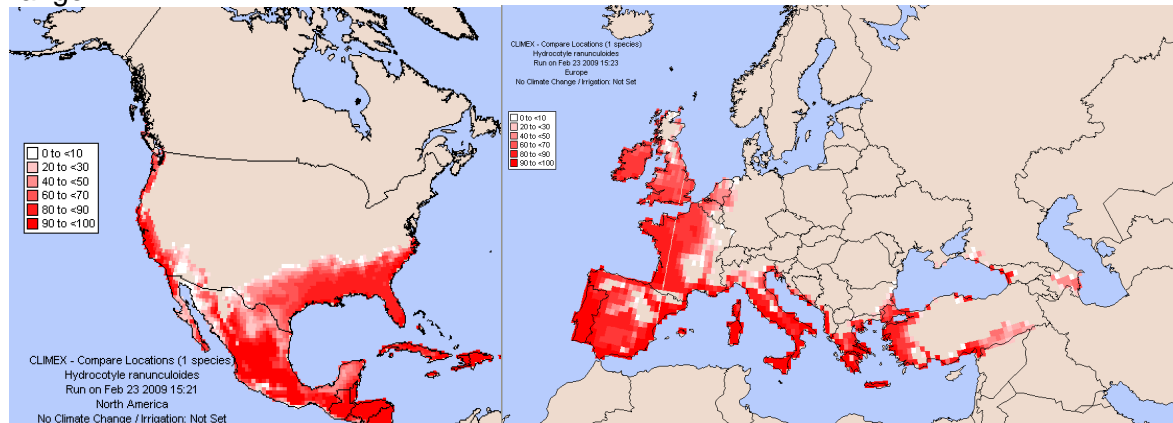 range
0 to <10
20 to <30
40 to <50
60 to <70
80 to <90
90 to <100
CLIMEX - Compare Locations (1 species)
Hydrocotyle ranunculoides
Run on Feb 23 2009 15:21
North America
No Climate Change / Irrigation: Not Set
CLIMEX - Compare Locations (1 species)
Hydrocotyle ranunculoides
Run on Feb 23 2009 15:23
Europe
No Climate Change / Irrigation: Not Set
0 to <10
20 to <30
40 to <50
60 to <70
80 to <90
90 to <100